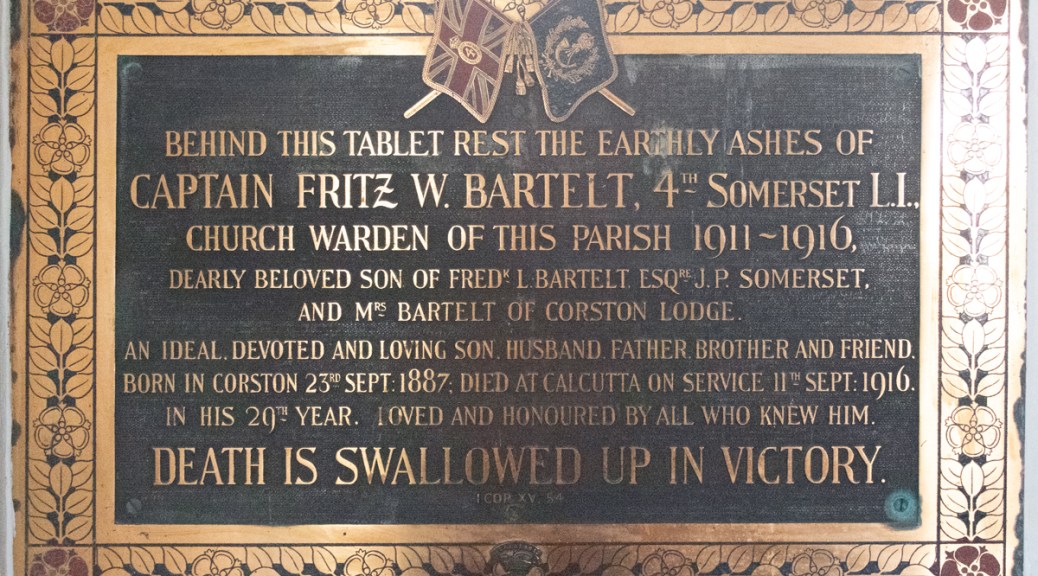 BEHIND THIS TABLET REST THE EARTHLY ASHES OF
CAPTAIN FRITZ W. BARTELT, 4TH SOMERSET L.I.,
CHURCH WARDEN OF THIS PARISH 1911~1916,
DEARLY BELOVED SON OF FREDK L. BARTELT ESQRE J.P. SOMERSET,
AND MRS BARTELT OF CORSTON LODGE.
AN IDEAL, DEVOTED AND LOVING SON, HUSBAND, FATHER, BROTHER AND FRIEND.
BORN IN CORSTON 23RD SEPT: 1887; DIED AT CALCUTTA ON SERVICE 11TH SEPT: 1916.
IN HIS 29TH YEAR. LOVED AND HONOURED BY ALL WHO KNEW HIM.
DEATH IS SWALLOWED UP IN VICTORY.
I COR. XV. 54